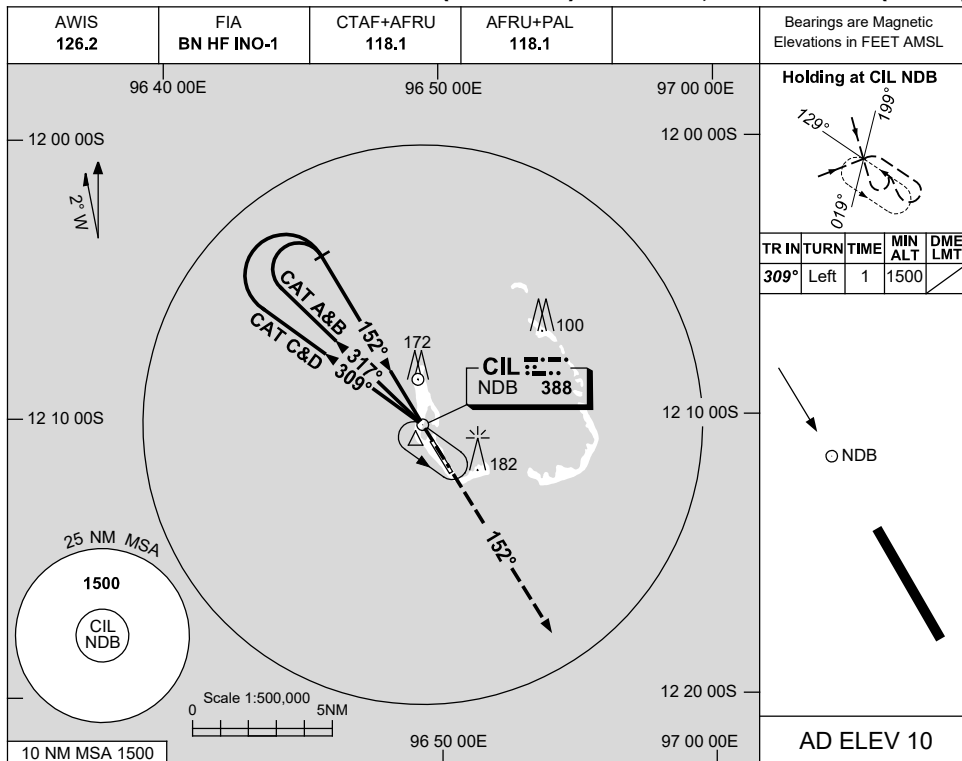 AWIS
126.2
FIA
BN HF INO-1
CTAF+AFRU
118.1
AFRU+PAL
118.1
Bearings are Magnetic
Elevations in FEET AMSL
96 40 00E
96 50 00E
97 00 00E
12 00 00S
12 00 00S
2° W
Holding at CIL NDB
129°
199°
019°
TR IN TURN TIME MIN ALT DME LMT
309° Left 1 1500
CAT A&B
CAT C&D
152°
317°
309°
172
100
CIL
NDB 388
12 10 00S
12 10 00S
182
152°
NDB
25 NM MSA
1500
CIL
NDB
Scale 1:500,000
0 5NM
12 20 00S
10 NM MSA 1500
96 50 00E
97 00 00E
AD ELEV 10